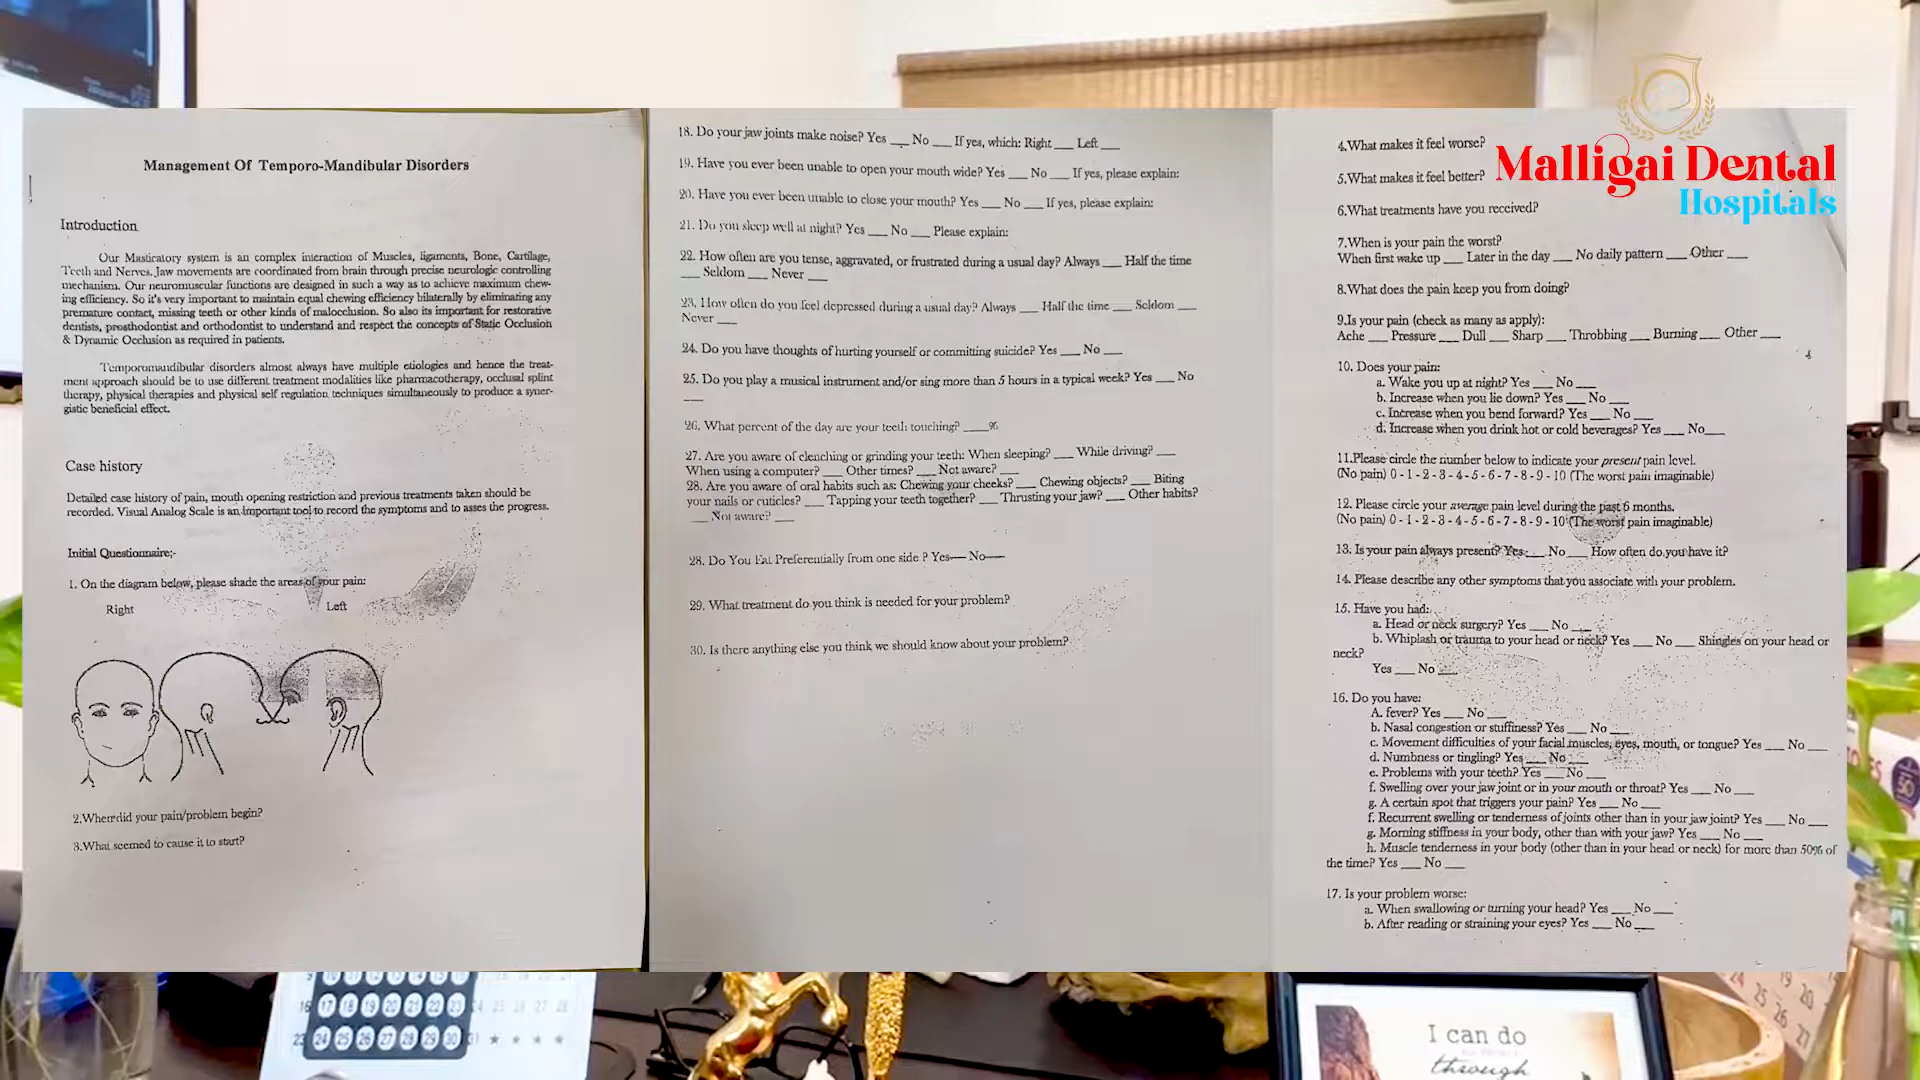 Management Of Temporo-Mandibular Disorders
Introduction
Our Masticatory system is an complex interaction of Muscles, ligaments, Bone, Cartilage,
Teeth and Nerves. Jaw movements are coordinated from brain through precise neurologic controlling
mechanism. Our neuromuscular functions are designed in such a way as to achieve maximum chew-
ing efficiency. So it's very important to maintain equal chewing efficiency bilaterally by eliminating any
premature contact, missing teeth or other kinds of malocclusion. So also its important for restorative
dentists, prosthodontist and orthodontist to understand and respect the concepts of Static Occlusion
& Dynamic Occlusion as required in patients.
Temporomandibular disorders almost always have multiple etiologies and hence the treat-
ment approach should be to use different treatment modalities like pharmacotherapy, occlusal splint
therapy, physical therapies and physical self regulation techniques simultaneously to produce a syner-
gistic beneficial effect.
Case history
Detailed case history of pain, mouth opening restriction and previous treatments taken should be
recorded. Visual Analog Scale is an important tool to record the symptoms and to asses the progress.
Initial Questionnaire;-
1. On the diagram below, please shade the areas of your pain:
Right Left
2.When did your pain/problem begin?
3.What seemed to cause it to start?
18. Do your jaw joints make noise? Yes ___ No ___ If yes, which: Right ___ Left ___
19. Have you ever been unable to open your mouth wide? Yes ___ No ___ If yes, please explain:
20. Have you ever been unable to close your mouth? Yes ___ No ___ If yes, please explain:
21. Do you sleep well at night? Yes ___ No ___ Please explain:
22. How often are you tense, aggravated, or frustrated during a usual day? Always ___ Half the time
___ Seldom ___ Never ___
23. How often do you feel depressed during a usual day? Always ___ Half the time ___ Seldom ___
Never ___
24. Do you have thoughts of hurting yourself or committing suicide? Yes ___ No ___
25. Do you play a musical instrument and/or sing more than 5 hours in a typical week? Yes ___ No
___
26. What percent of the day are your teeth touching? ____%
27. Are you aware of clenching or grinding your teeth: When sleeping? ___ While driving? ___
When using a computer? ___ Other times? ___ Not aware? ___
28. Are you aware of oral habits such as: Chewing your cheeks? ___ Chewing objects? ___ Biting
your nails or cuticles? ___ Tapping your teeth together? ___ Thrusting your jaw? ___ Other habits?
___ Not aware? ___
28. Do You Eat Preferentially from one side ? Yes— No—
29. What treatment do you think is needed for your problem?
30. Is there anything else you think we should know about your problem?
4.What makes it feel worse?
5.What makes it feel better?
6.What treatments have you received?
7.When is your pain the worst?
When first wake up ___ Later in the day ___ No daily pattern ___ Other ___
8.What does the pain keep you from doing?
9.Is your pain (check as many as apply):
Ache ___ Pressure ___ Dull ___ Sharp ___ Throbbing ___ Burning ___ Other ___
10. Does your pain:
a. Wake you up at night? Yes ___ No ___
b. Increase when you lie down? Yes ___ No ___
c. Increase when you bend forward? Yes ___ No ___
d. Increase when you drink hot or cold beverages? Yes ___ No___
11.Please circle the number below to indicate your present pain level.
(No pain) 0 - 1 - 2 - 3 - 4 - 5 - 6 - 7 - 8 - 9 - 10 (The worst pain imaginable)
12. Please circle your average pain level during the past 6 months.
(No pain) 0 - 1 - 2 - 3 - 4 - 5 - 6 - 7 - 8 - 9 - 10 (The worst pain imaginable)
13. Is your pain always present? Yes ___ No ___ How often do you have it?
14. Please describe any other symptoms that you associate with your problem.
15. Have you had:
a. Head or neck surgery? Yes ___ No ___
b. Whiplash or trauma to your head or neck? Yes ___ No ___ Shingles on your head or
neck?
Yes ___ No ___
16. Do you have:
A. fever? Yes ___ No ___
b. Nasal congestion or stuffiness? Yes ___ No ___
c. Movement difficulties of your facial muscles, eyes, mouth, or tongue? Yes ___ No ___
d. Numbness or tingling? Yes ___ No ___
e. Problems with your teeth? Yes ___ No ___
f. Swelling over your jaw joint or in your mouth or throat? Yes ___ No ___
g. A certain spot that triggers your pain? Yes ___ No ___
f. Recurrent swelling or tenderness of joints other than in your jaw joint? Yes ___ No ___
g. Morning stiffness in your body, other than with your jaw? Yes ___ No ___
h. Muscle tenderness in your body (other than in your head or neck) for more than 50% of
the time? Yes ___ No ___
17. Is your problem worse:
a. When swallowing or turning your head? Yes ___ No ___
b. After reading or straining your eyes? Yes ___ No ___
Malligai Dental
Hospitals
16 17 18 19 20 21 22 23 24 25 26 27 28
23 24 25 26 27 28 29 30 31
I can do
through
24 19 20
25 26 27
50